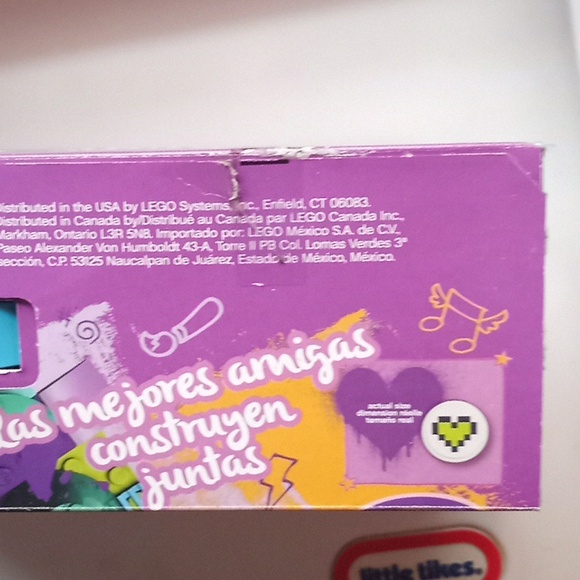 Distributed in the USA by LEGO Systems, Inc., Enfield, CT 06083.
Distributed in Canada by/Distribué au Canada par LEGO Canada Inc.,
Markham, Ontario L3R 5N8. Importado por: LEGO México S.A. de C.V.,
Paseo Alexander Von Humboldt 43-A, Torre II PB Col. Lomas Verdes 3ª
sección, C.P. 53125 Naucalpan de Juárez, Estado de México, México.
Las mejores amigas
construyen
juntas
actual size
dimension réelle
tamaño real
little tikes.